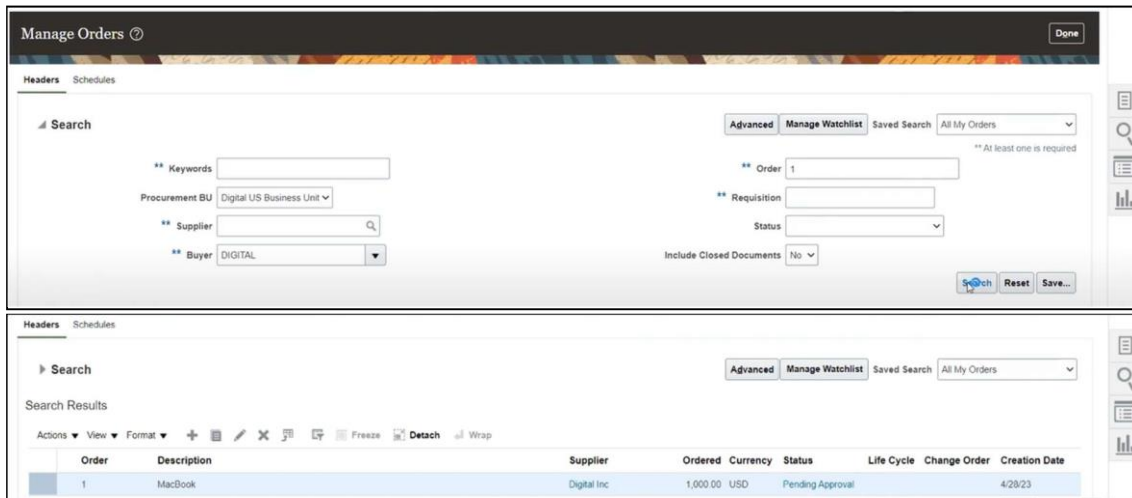 Manage Orders
Done
Headers Schedules
Search
Advanced Manage Watchlist Saved Search All My Orders
** At least one is required
** Keywords
** Order 1
Procurement BU Digital US Business Unit
** Requisition
** Supplier
Status
** Buyer DIGITAL
Include Closed Documents No
Search Reset Save...
Headers Schedules
Search
Advanced Manage Watchlist Saved Search All My Orders
Search Results
Actions View Format Freeze Detach Wrap
Order Description Supplier Ordered Currency Status Life Cycle Change Order Creation Date
1 MacBook Digital Inc 1,000.00 USD Pending Approval 4/28/23